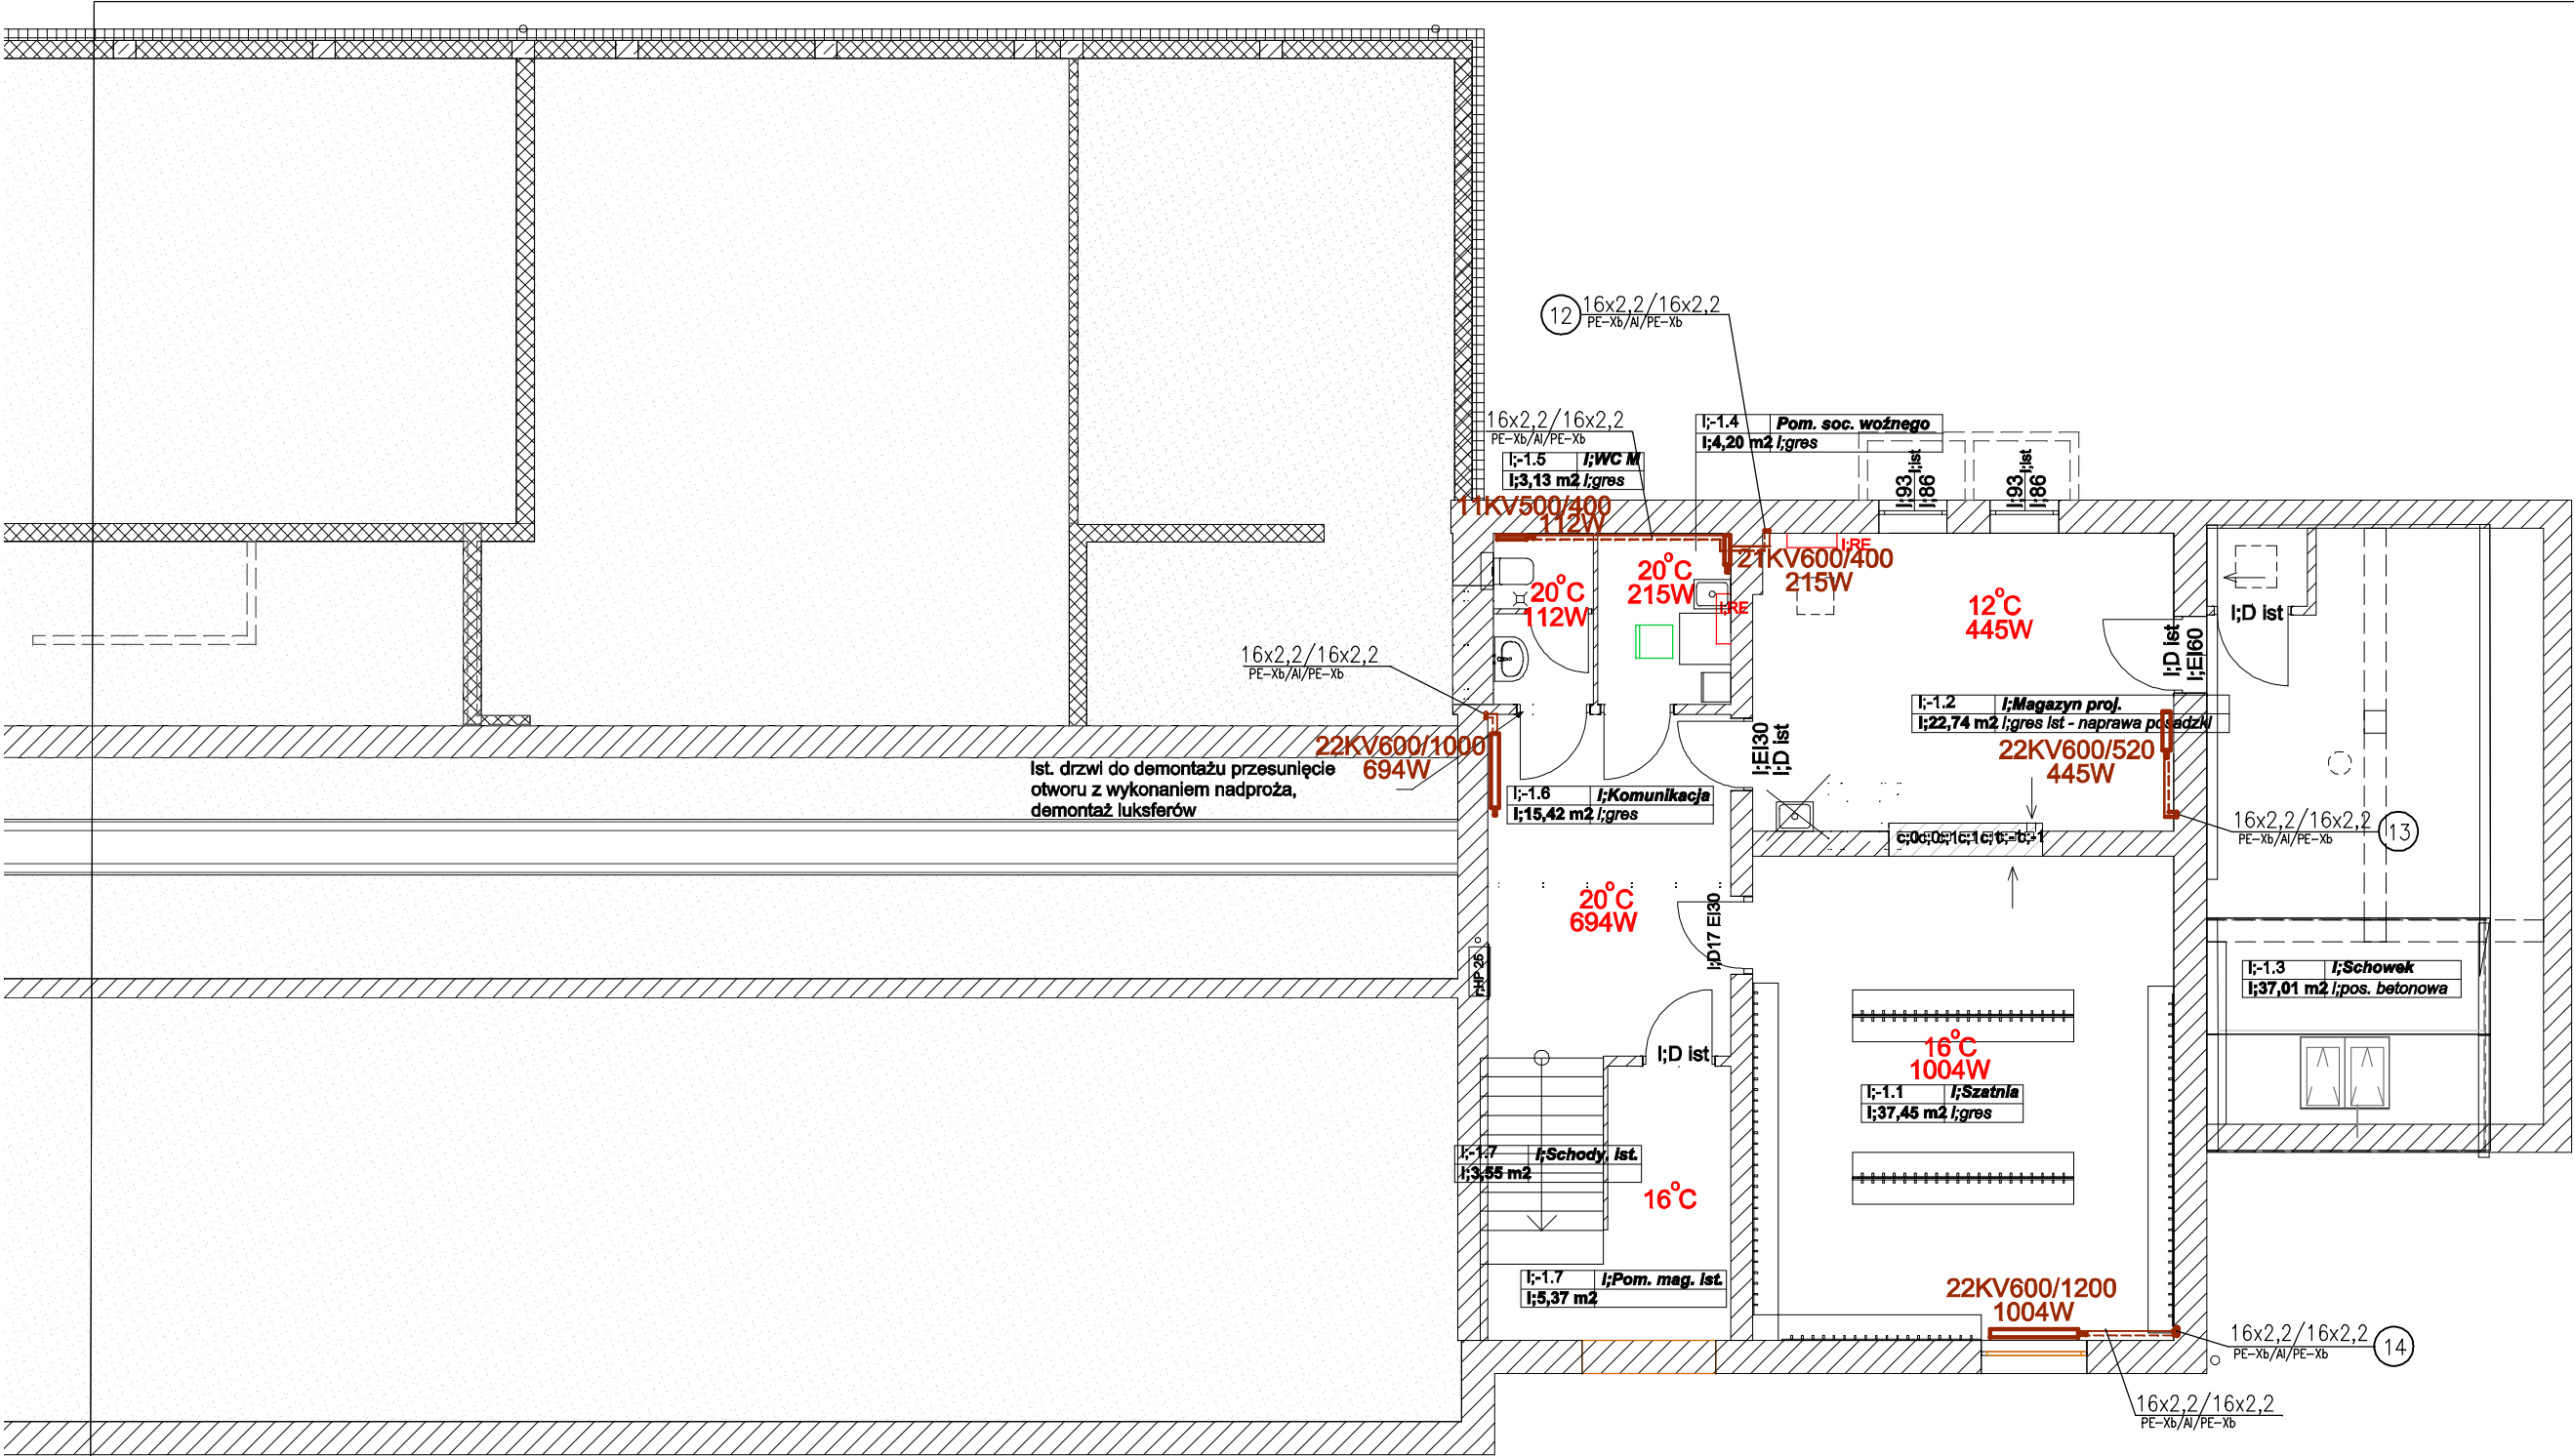 12
16x2,2/16x2,2
PE-Xb/Al/PE-Xb
16x2,2/16x2,2
PE-Xb/Al/PE-Xb
I;-1.4 Pom. soc. woźnego
I;4,20 m2 I;gres
I;-1.5 I;WC M
I;3,13 m2 I;gres
I;93 I;ist
I;86
I;93 I;ist
I;86
11KV500/400
112W
21KV600/400
215W
I;RE
20°C
112W
20°C
215W
I;RE
12°C
445W
I;D ist
I;EI60
I;D ist
16x2,2/16x2,2
PE-Xb/Al/PE-Xb
I;-1.2 I;Magazyn proj.
I;22,74 m2 I;gres ist - naprawa posadzki
22KV600/1000
694W
22KV600/520
445W
I;EI30
I;D ist
Ist. drzwi do demontażu przesunięcie
otworu z wykonaniem nadproża,
demontaż luksferów
I;-1.6 I;Komunikacja
I;15,42 m2 I;gres
16x2,2/16x2,2
PE-Xb/Al/PE-Xb
13
20°C
694W
I;D17 EI30
r;HP 25
I;-1.3 I;Schowek
I;37,01 m2 I;pos. betonowa
I;D ist
16°C
1004W
I;-1.1 I;Szatnia
I;37,45 m2 I;gres
I;-1.7 I;Schody, ist.
I;3,55 m2
16°C
I;-1.7 I;Pom. mag. ist.
I;5,37 m2
22KV600/1200
1004W
16x2,2/16x2,2
PE-Xb/Al/PE-Xb
14
16x2,2/16x2,2
PE-Xb/Al/PE-Xb